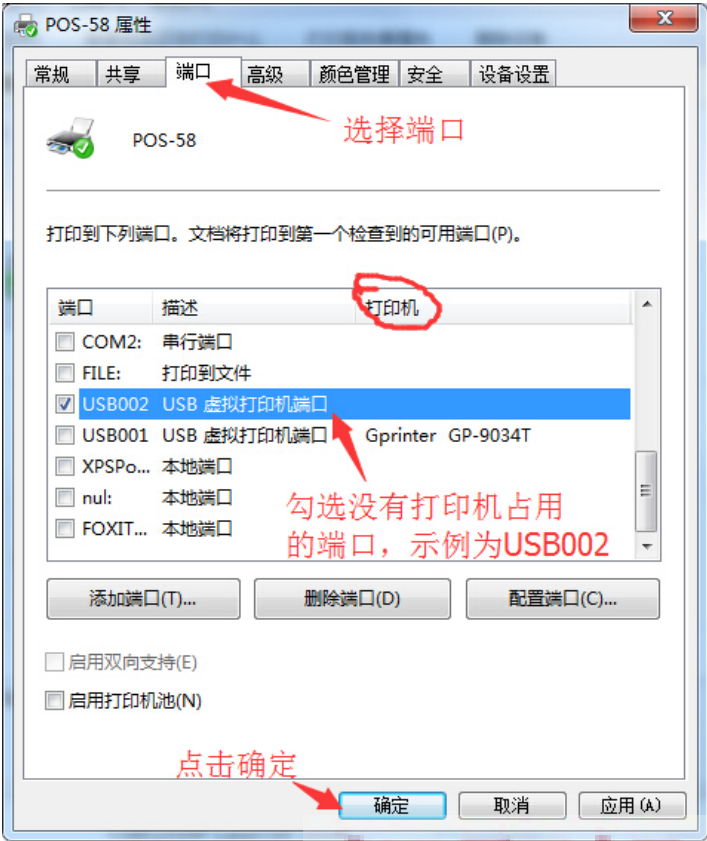 POS-58 属性
常规 共享 端口 高级 颜色管理 安全 设备设置
选择端口
POS-58
打印到下列端口。文档将打印到第一个检查到的可用端口(P)。
端口 描述 打印机
COM2: 串行端口
FILE: 打印到文件
USB002 USB 虚拟打印机端口
USB001 USB 虚拟打印机端口 Gprinter GP-9034T
XPSPo... 本地端口
nul: 本地端口
FOXIT... 本地端口
勾选没有打印机占用
的端口，示例为USB002
添加端口(T)... 删除端口(D) 配置端口(C)...
启用双向支持(E)
启用打印机池(N)
点击确定
确定 取消 应用(A)